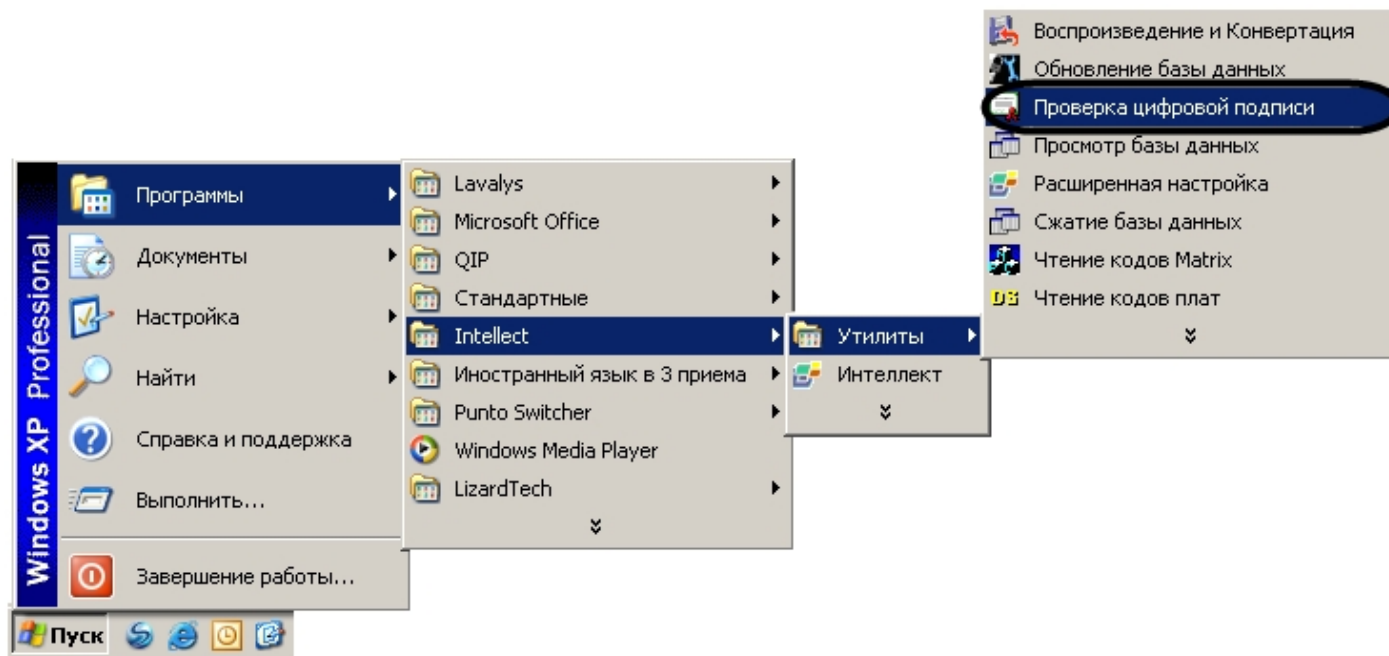 Windows XP Professional
Программы
Документы
Настройка
Найти
Справка и поддержка
Выполнить...
Завершение работы...
Пуск
Lavalys
Microsoft Office
QIP
Стандартные
Intellect
Иностранный язык в 3 приема
Punto Switcher
Windows Media Player
LizardTech
Утилиты
Интеллект
Воспроизведение и Конвертация
Обновление базы данных
Проверка цифровой подписи
Просмотр базы данных
Расширенная настройка
Сжатие базы данных
Чтение кодов Matrix
DS Чтение кодов плат